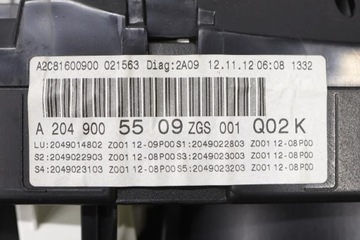 A2C81600900 021563 Diag:2A09 12.11.12 06:08 1332
A 204 900 55 09 ZGS 001 Q02 K
LU:2049014802 Z001 12-09P00 S1:2049022803 Z001 12-08P00
S2:2049022903 Z001 12-08P00 S3:2049023003 Z001 12-08P00
S4:2049023103 Z001 12-08P00 S5:2049023203 Z001 12-08P00